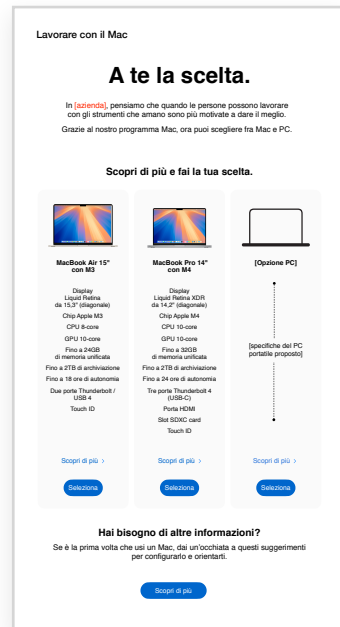 Lavorare con il Mac
A te la scelta.
In [azienda], pensiamo che quando le persone possono lavorare
con gli strumenti che amano sono più motivate a dare il meglio.
Grazie al nostro programma Mac, ora puoi scegliere fra Mac e PC.
Scopri di più e fai la tua scelta.
MacBook Air 15"
con M3
Display
Liquid Retina
da 15,3" (diagonale)
Chip Apple M3
CPU 8-core
GPU 10-core
Fino a 24GB
di memoria unificata
Fino a 2TB di archiviazione
Fino a 18 ore di autonomia
Due porte Thunderbolt /
USB 4
Touch ID
Scopri di più >
Seleziona
MacBook Pro 14"
con M4
Display
Liquid Retina XDR
da 14,2" (diagonale)
Chip Apple M4
CPU 10-core
GPU 10-core
Fino a 32GB
di memoria unificata
Fino a 2TB di archiviazione
Fino a 24 ore di autonomia
Tre porte Thunderbolt 4
(USB-C)
Porta HDMI
Slot SDXC card
Touch ID
Scopri di più >
Seleziona
[Opzione PC]
[specifiche del PC
portatile proposto]
Scopri di più >
Seleziona
Hai bisogno di altre informazioni?
Se è la prima volta che usi un Mac, dai un'occhiata a questi suggerimenti
per configurarlo e orientarti.
Scopri di più